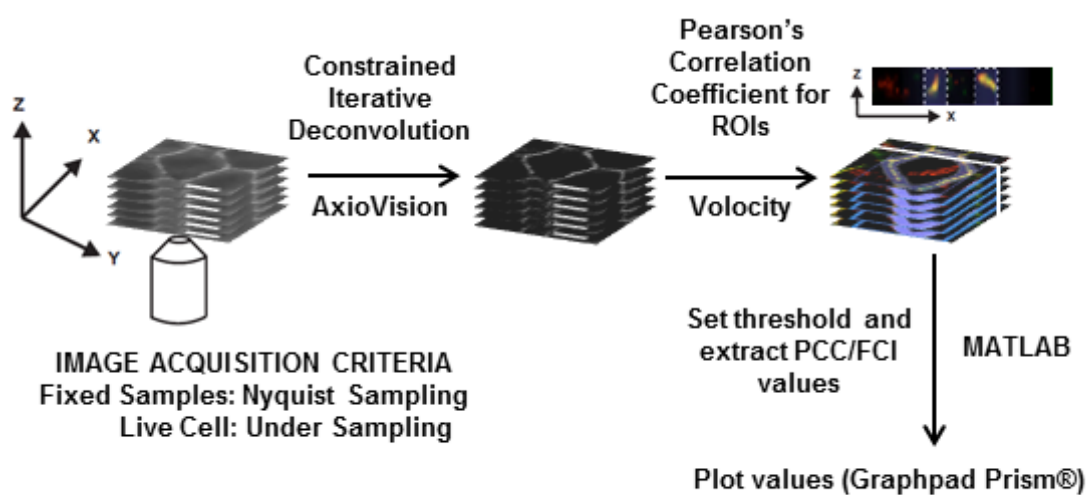 Z
X
Y
IMAGE ACQUISITION CRITERIA
Fixed Samples: Nyquist Sampling
Live Cell: Under Sampling
Constrained
Iterative
Deconvolution
AxioVision
Pearson's
Correlation
Coefficient for
ROIs
Volocity
Z
X
Set threshold and
extract PCC/FCI
values
MATLAB
Plot values (Graphpad Prism®)